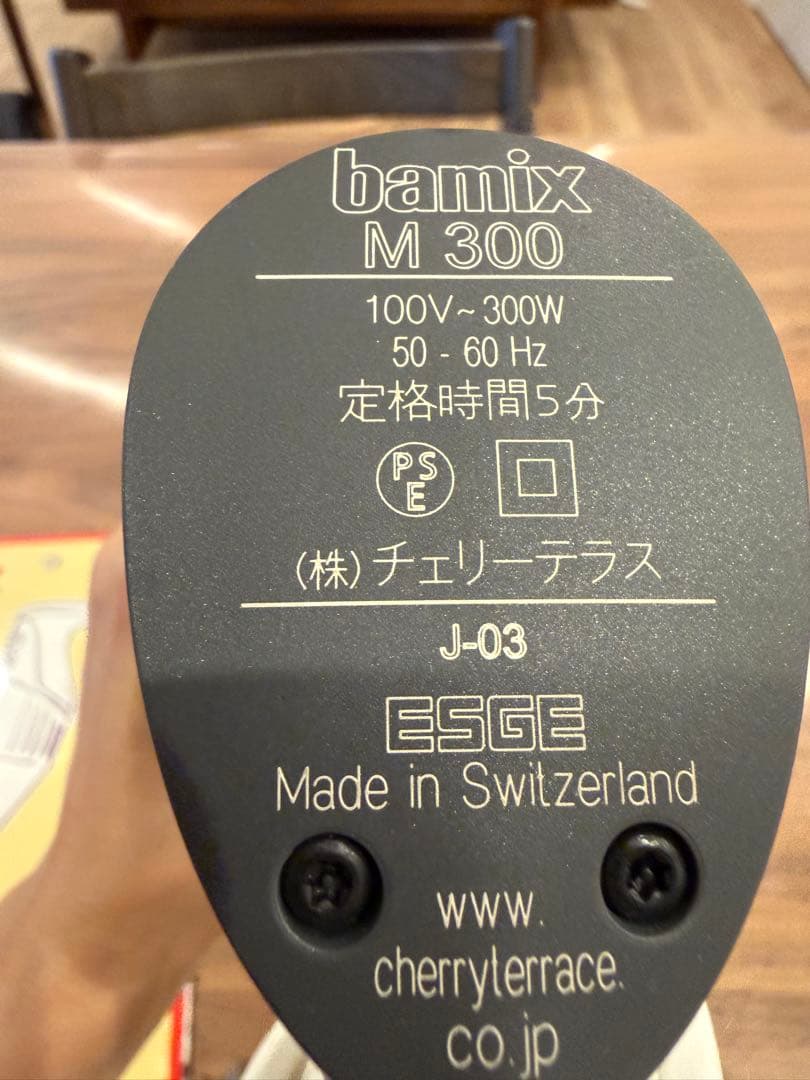 bamix
M 300
100V~300W
50 - 60 Hz
定格時間5分
PS
E
(株)チェリーテラス
J-03
ESGE
Made in Switzerland
www.
cherryterrace.
co.jp